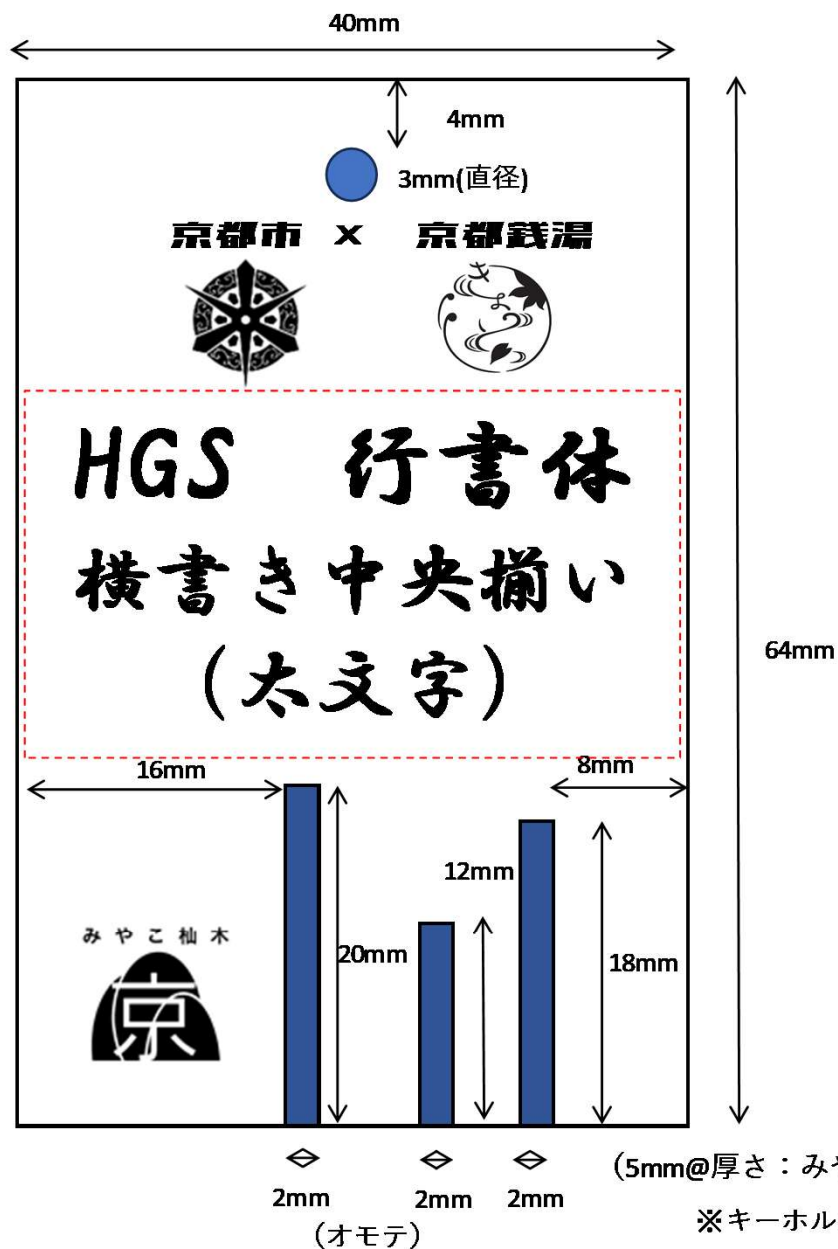 40mm
4mm
3mm(直径)
京都市 × 京都銭湯
HGS 行書体
横書き中央揃い
(太文字)
64mm
16mm
8mm
12mm
20mm
18mm
みやこ杣木
京
2mm
2mm
2mm
(5mm@厚さ:みや
(オモテ)
※キーホル